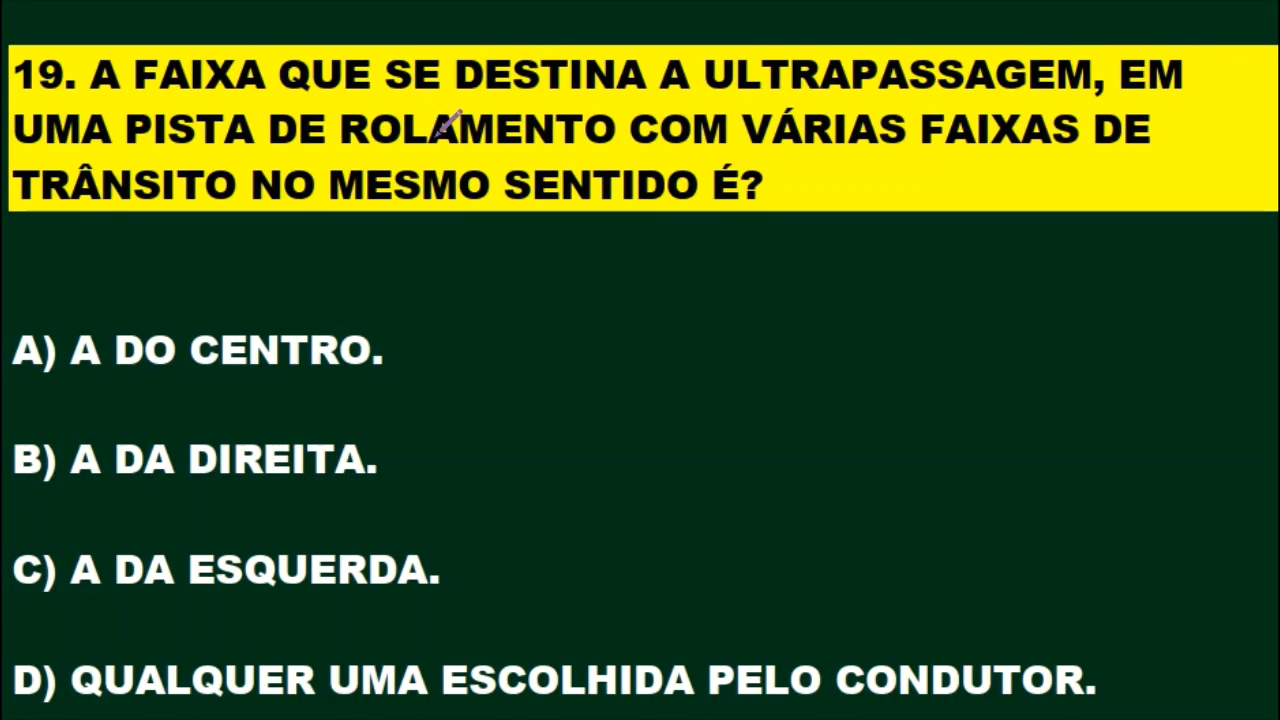 19. A FAIXA QUE SE DESTINA A ULTRAPASSAGEM, EM
UMA PISTA DE ROLAMENTO COM VÁRIAS FAIXAS DE
TRÂNSITO NO MESMO SENTIDO É?
A) A DO CENTRO.
B) A DA DIREITA.
C) A DA ESQUERDA.
D) QUALQUER UMA ESCOLHIDA PELO CONDUTOR.